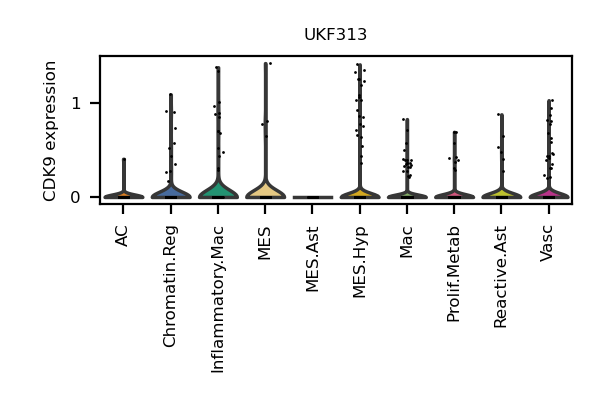 UKF313
CDK9 expression
1
0
AC
Chromatin.Reg
Inflammatory.Mac
MES
MES.Ast
MES.Hyp
Mac
Prolif.Metab
Reactive.Ast
Vasc